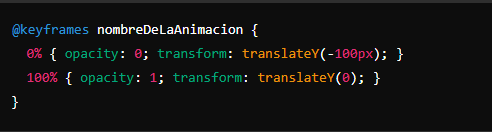 @keyframes nombreDeLaAnimacion {
  0% { opacity: 0; transform: translateY(-100px); }
  100% { opacity: 1; transform: translateY(0); }
}